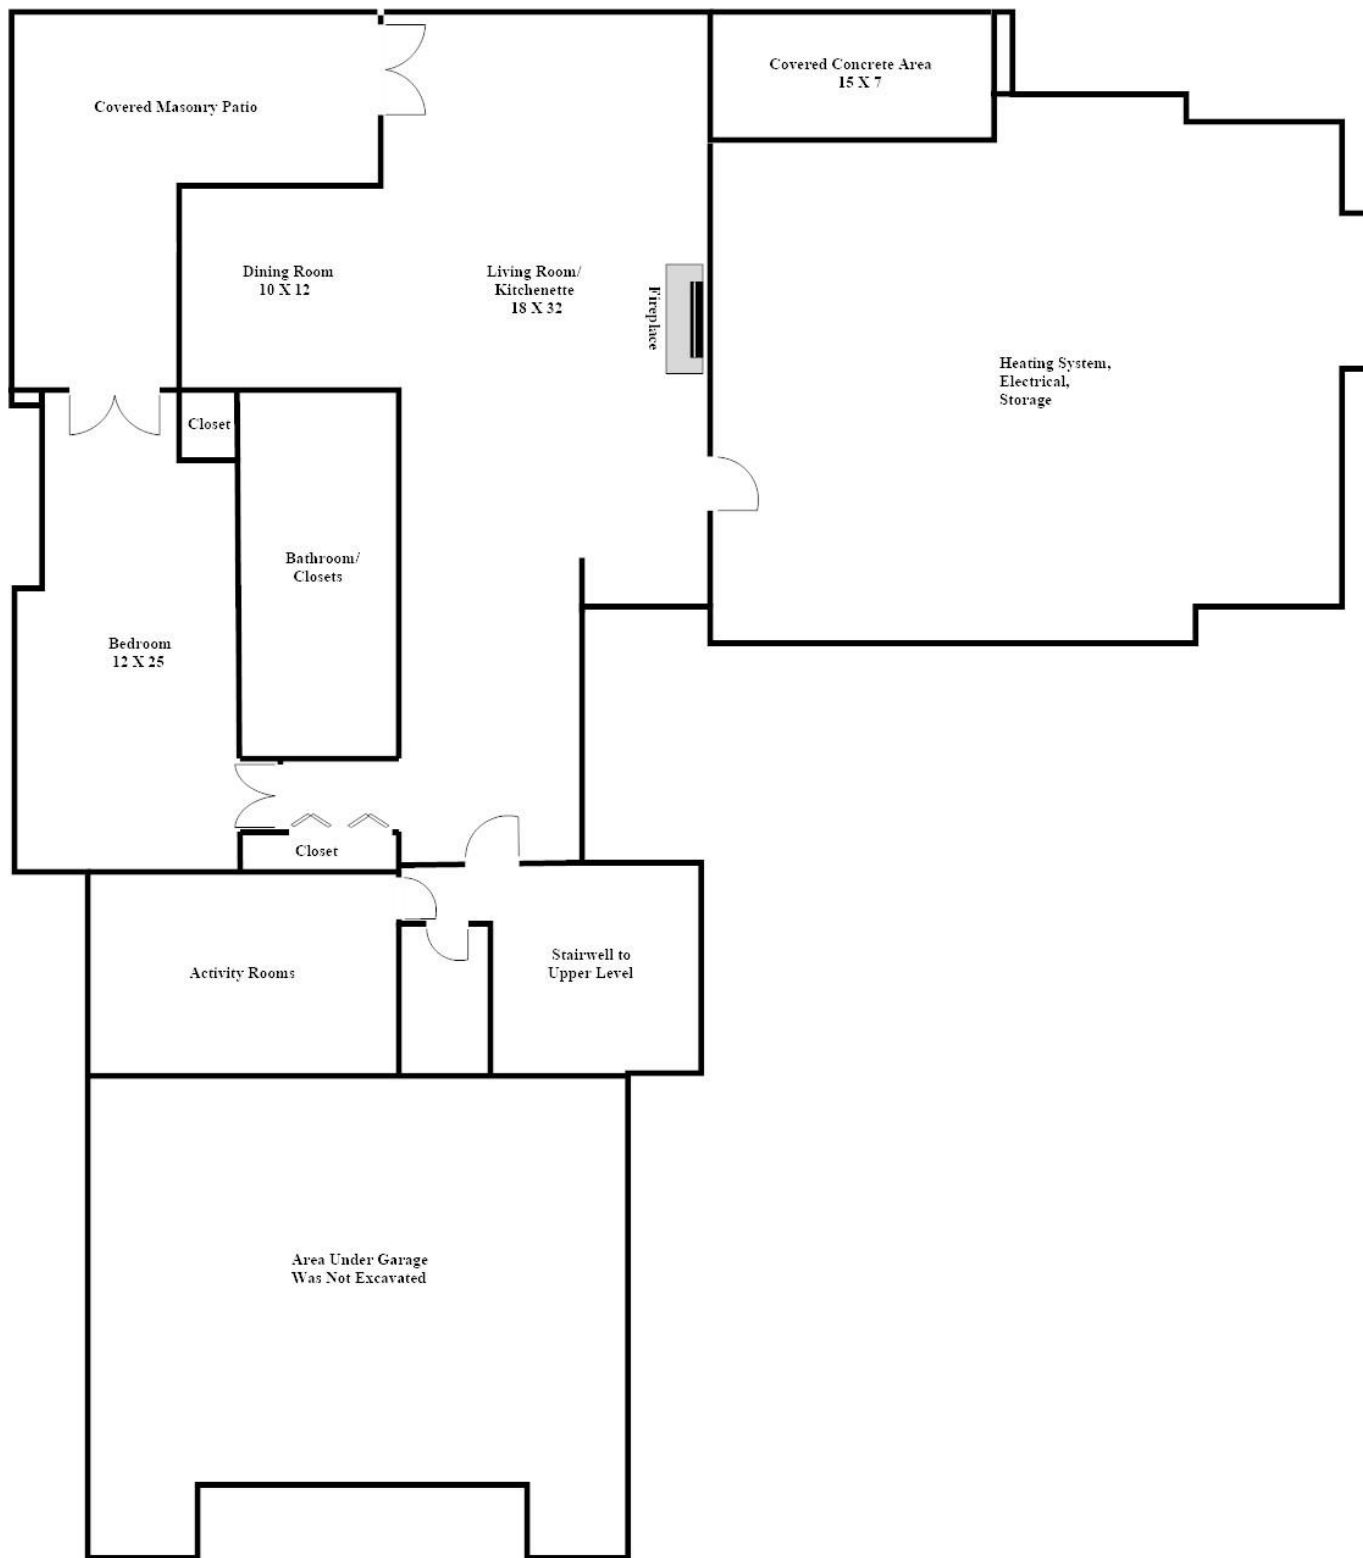 Covered Concrete Area
15 X 7
Covered Masonry Patio
Dining Room
10 X 12
Living Room/
Kitchenette
18 X 32
Fireplace
Heating System,
Electrical,
Storage
Closet
Bathroom/
Closets
Bedroom
12 X 25
Closet
Activity Rooms
Stairwell to
Upper Level
Area Under Garage
Was Not Excavated